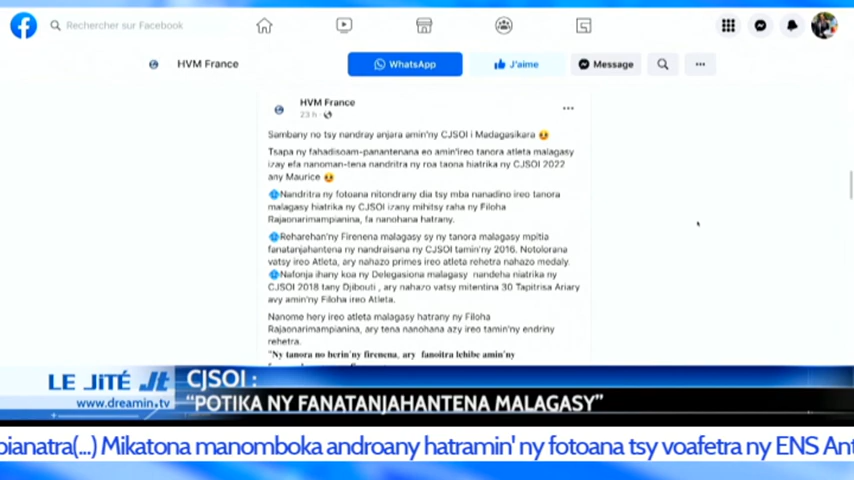 Rechercher sur Facebook
HVM France
WhatsApp
J'aime
Message
HVM France
23 h
Sambany no tsy nandray anjara amin'ny CJSOI i Madagasikara
Tsapa ny fahadisoam-panantenana eo amin'ireo tanora atleta malagasy
izay efa nanoman-tena nandritra ny roa taona hiatrika ny CJSOI 2022
any Maurice
Nandritra ny fotoana nitondrany dia tsy mba nanadino ireo tanora
malagasy hiatrika ny CJSOI izany mihitsy raha ny Filoha
Rajaonarimampianina, fa nanohana hatrany.
Reharehan'ny Firenena malagasy sy ny tanora malagasy mpitia
fanatanjahantena ny nandraisana ny CJSOI tamin'ny 2016. Notolorana
vatsy ireo Atleta, ary nahazo primes ireo atleta rehetra nahazo medaly.
Nafonja ihany koa ny Delegasiona malagasy nandeha niatrika ny
CJSOI 2018 tany Djibouti , ary nahazo vatsy mitentina 30 Tapitrisa Ariary
avy amin'ny Filoha ireo Atleta.
Nanome hery ireo atleta malagasy hatrany ny Filoha
Rajaonarimampianina, ary tena nanohana azy ireo tamin'ny endriny
rehetra.
"Ny tanora no herin'ny firenena, ary fanoitra lehibe amin'ny
LE JiTÉ Jt
www.dreamin.tv
CJSOI :
"POTIKA NY FANATANJAHANTENA MALAGASY"
pianatra(...) Mikatona manomboka androany hatramin' ny fotoana tsy voafetra ny ENS Ant